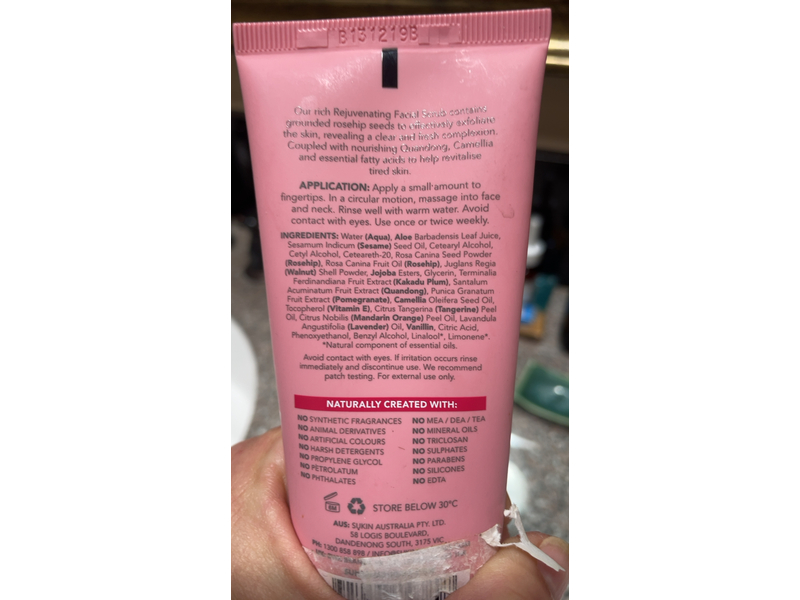 B131219B
Our rich Rejuvenating Facial Scrub contains
grounded rosehip seeds to effectively exfoliate
the skin, revealing a clear and fresh complexion.
Coupled with nourishing Quandong, Camellia
and essential fatty acids to help revitalise
tired skin.
APPLICATION: Apply a small amount to
fingertips. In a circular motion, massage into face
and neck. Rinse well with warm water. Avoid
contact with eyes. Use once or twice weekly.
INGREDIENTS: Water (Aqua), Aloe Barbadensis Leaf Juice,
Sesamum Indicum (Sesame) Seed Oil, Cetearyl Alcohol,
Cetyl Alcohol, Ceteareth-20, Rosa Canina Seed Powder
(Rosehip), Rosa Canina Fruit Oil (Rosehip), Juglans Regia
(Walnut) Shell Powder, Jojoba Esters, Glycerin, Terminalia
Ferdinandiana Fruit Extract (Kakadu Plum), Santalum
Acuminatum Fruit Extract (Quandong), Punica Granatum
Fruit Extract (Pomegranate), Camellia Oleifera Seed Oil,
Tocopherol (Vitamin E), Citrus Tangerina (Tangerine) Peel
Oil, Citrus Nobilis (Mandarin Orange) Peel Oil, Lavandula
Angustifolia (Lavender) Oil, Vanillin, Citric Acid,
Phenoxyethanol, Benzyl Alcohol, Linalool*, Limonene*.
*Natural component of essential oils.
Avoid contact with eyes. If irritation occurs rinse
immediately and discontinue use. We recommend
patch testing. For external use only.
NATURALLY CREATED WITH:
NO SYNTHETIC FRAGRANCES
NO ANIMAL DERIVATIVES
NO ARTIFICIAL COLOURS
NO HARSH DETERGENTS
NO PROPYLENE GLYCOL
NO PETROLATUM
NO PHTHALATES
NO MEA / DEA / TEA
NO MINERAL OILS
NO TRICLOSAN
NO SULPHATES
NO PARABENS
NO SILICONES
NO EDTA
STORE BELOW 30°C
AUS: SUKIN AUSTRALIA PTY. LTD.
58 LOGIS BOULEVARD,
DANDENONG SOUTH, 3175 VIC
PH: 1300 858 898 /